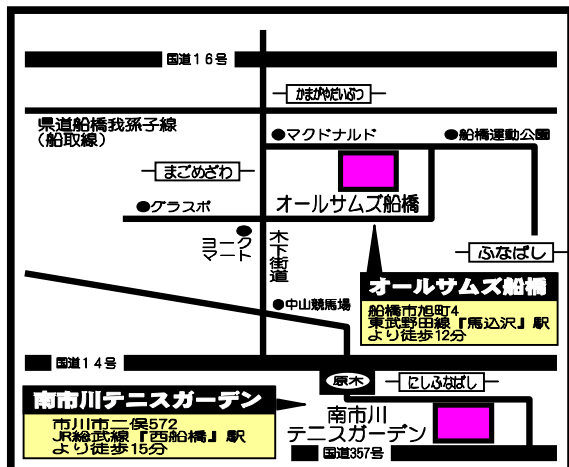 国道16号
かまがやだいぶつ
県道船橋我孫子線
(船取線)
●マクドナルド
●船橋運動公園
まごめざわ
●グラスポ
オールサムズ船橋
ヨーク
マート
木下街道
ふなばし
オールサムズ船橋
船橋市旭町4
東武野田線『馬込沢』駅
より徒歩12分
●中山競馬場
国道14号
原木
にしふなばし
南市川テニスガーデン
市川市二俣572
JR総武線『西船橋』駅
より徒歩15分
南市川
テニスガーデン
国道357号